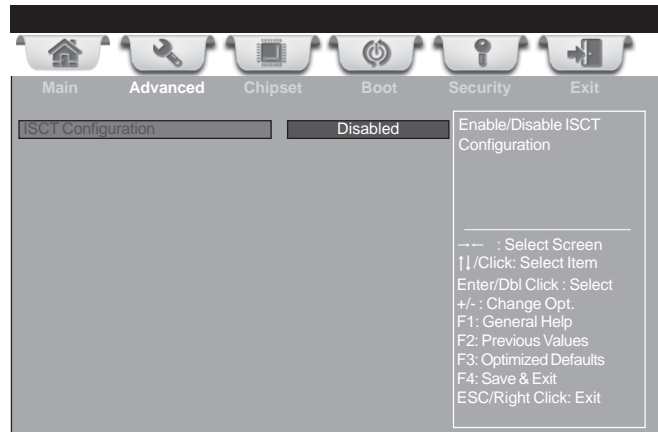 Main Advanced Chipset Boot Security Exit
ISCT Configuration Disabled
Enable/Disable ISCT
Configuration
→← : Select Screen
↑↓/Click: Select Item
Enter/Dbl Click : Select
+/- : Change Opt.
F1: General Help
F2: Previous Values
F3: Optimized Defaults
F4: Save & Exit
ESC/Right Click: Exit